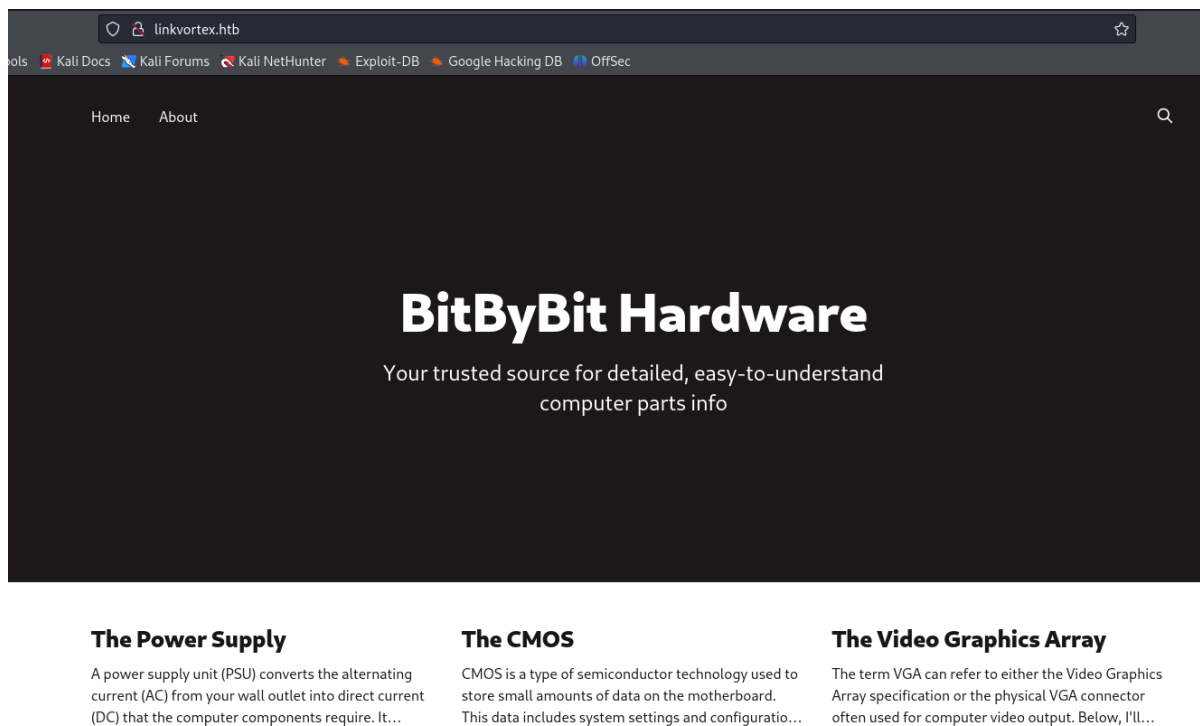 linkvortex.htb
ools Kali Docs Kali Forums Kali NetHunter Exploit-DB Google Hacking DB OffSec
Home About
BitByBit Hardware
Your trusted source for detailed, easy-to-understand
computer parts info
The Power Supply
A power supply unit (PSU) converts the alternating
current (AC) from your wall outlet into direct current
(DC) that the computer components require. It…
The CMOS
CMOS is a type of semiconductor technology used to
store small amounts of data on the motherboard.
This data includes system settings and configuratio…
The Video Graphics Array
The term VGA can refer to either the Video Graphics
Array specification or the physical VGA connector
often used for computer video output. Below, I'll…